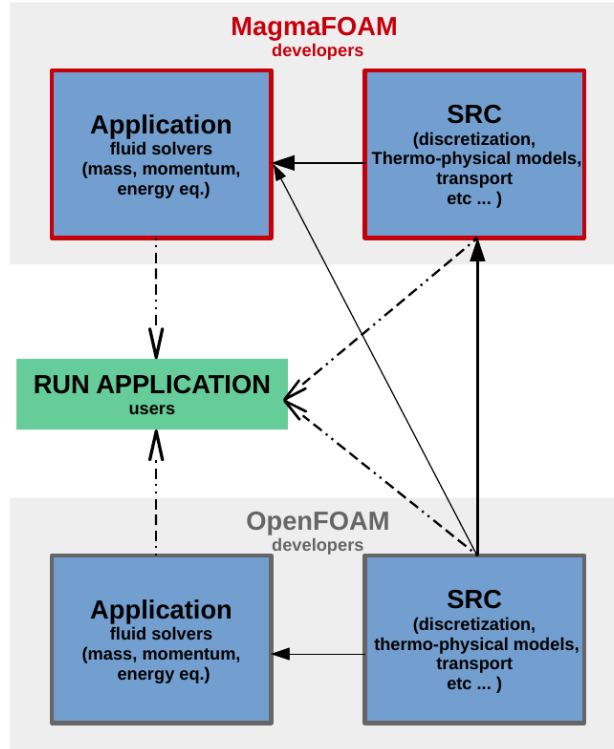 MagmaFOAM
developers
Application
fluid solvers
(mass, momentum,
energy eq.)
SRC
(discretization,
Thermo-physical models,
transport
etc ... )
RUN APPLICATION
users
OpenFOAM
developers
Application
fluid solvers
(mass, momentum,
energy eq.)
SRC
(discretization,
thermo-physical models,
transport
etc ... )